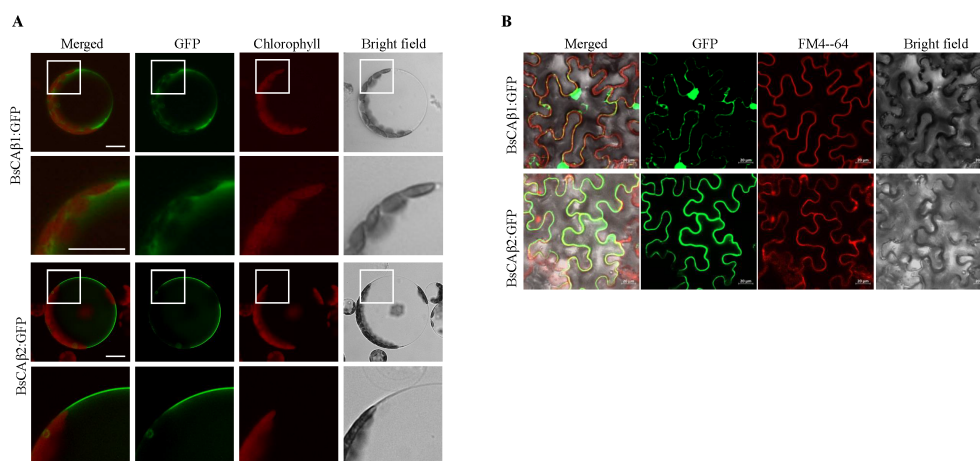 A
Merged GFP Chlorophyll Bright field
BsCAβ1:GFP
BsCAβ2:GFP
B
Merged GFP FM4--64 Bright field
BsCAβ1:GFP
BsCAβ2:GFP